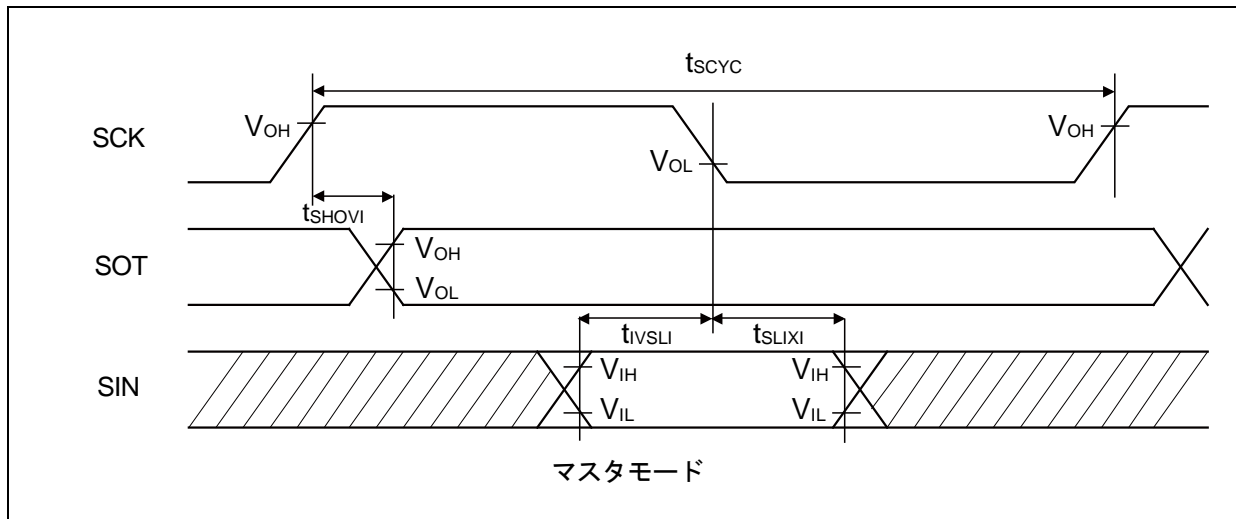 tSCYC
SCK
VOH
VOL
VOH
tSHOVI
SOT
VOH
VOL
tIVSLI
tSLIXI
SIN
VIH
VIL
VIH
VIL
マスタモード